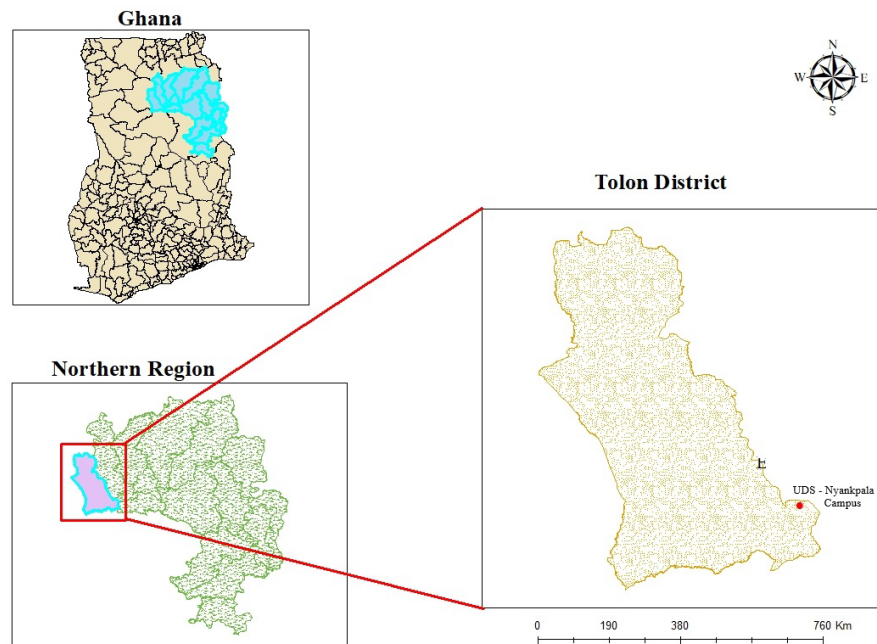 Ghana
N
W E
S
Tolon District
Northern Region
E
UDS - Nyankpala
Campus
0 190 380 760 Km